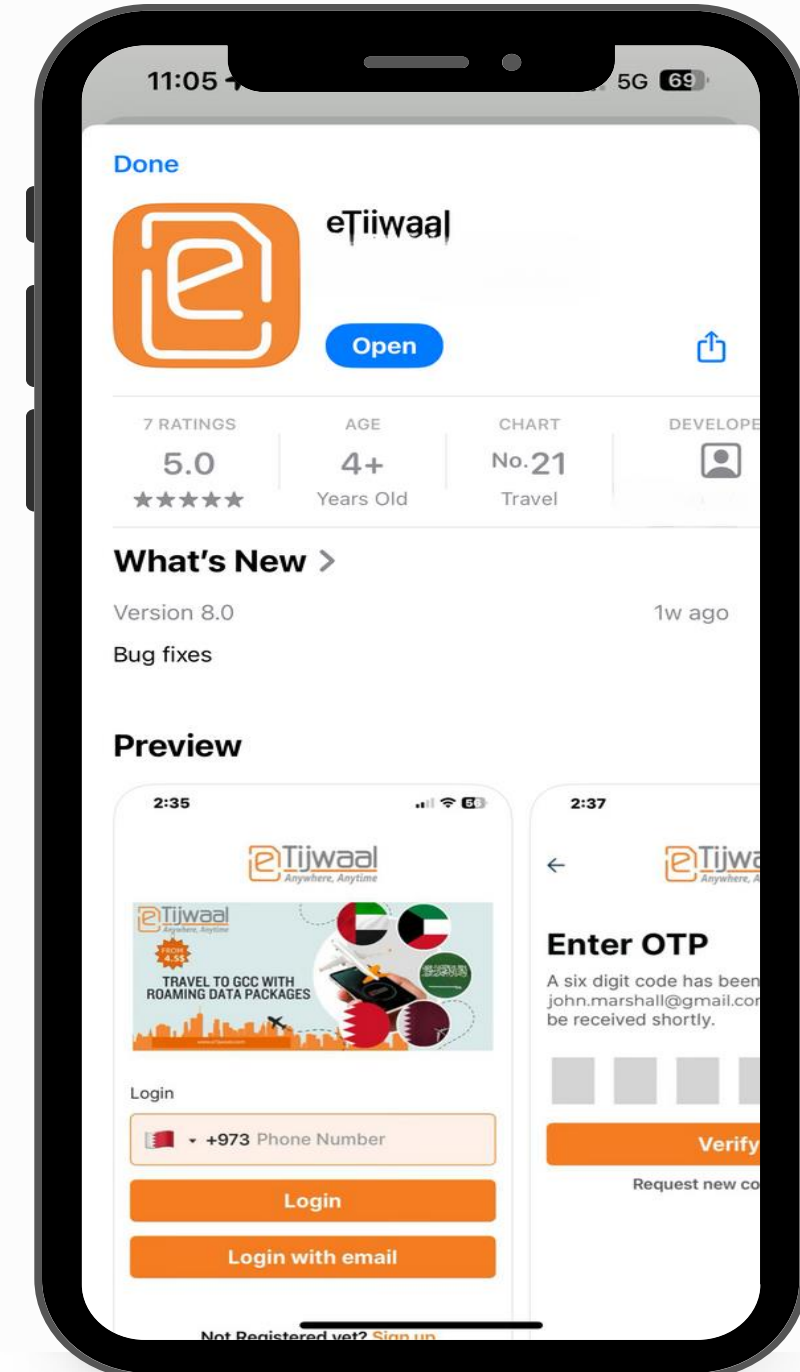 11:05
5G 69
Done
eTijwaal
Open
7 RATINGS
5.0
★★★★★
AGE
4+
Years Old
CHART
No.21
Travel
DEVELOPE
What's New >
Version 8.0
1w ago
Bug fixes
Preview
2:35
56
eTijwaal
Anywhere, Anytime
eTijwaal
Anywhere, Anytime
FROM
4.5$
TRAVEL TO GCC WITH
ROAMING DATA PACKAGES
Login
+973 Phone Number
Login
Login with email
Not Registered yet? Sign up
2:37
eTijwa
Anywhere, A
Enter OTP
A six digit code has been
john.marshall@gmail.cor
be received shortly.
Verify
Request new co